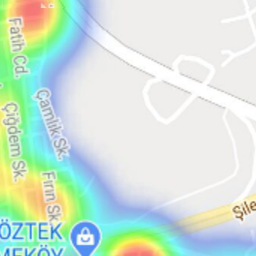 Fatih Cd.
Çamlık Sk.
Çiğdem Sk.
Fırın Sk.
Şile
ÖZTEK
MEKÖY